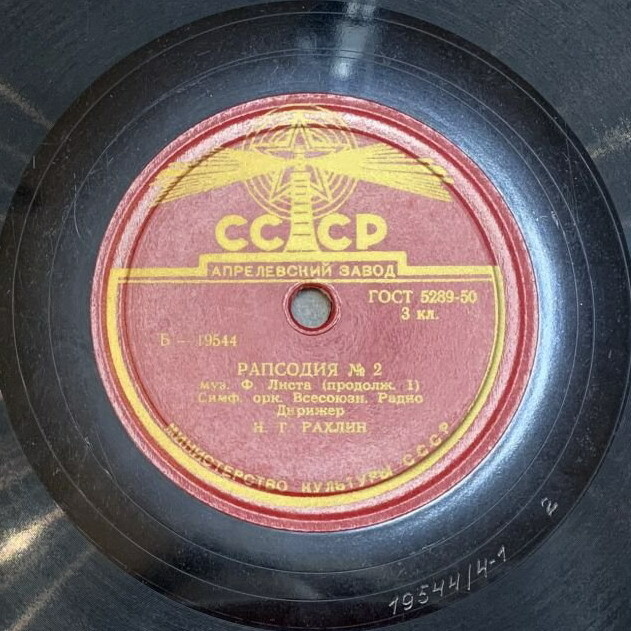 СССР
АПРЕЛЕВСКИЙ ЗАВОД
ГОСТ 5289-50
3 кл.
Б — 19544
РАПСОДИЯ № 2
муз. Ф. Листа (продолж. 1)
Симф. орк. Всесоюзн. Радио
Дирижер
Н. Г. РАХЛИН
МИНИСТЕРСТВО КУЛЬТУРЫ СССР
19544/4-1
2